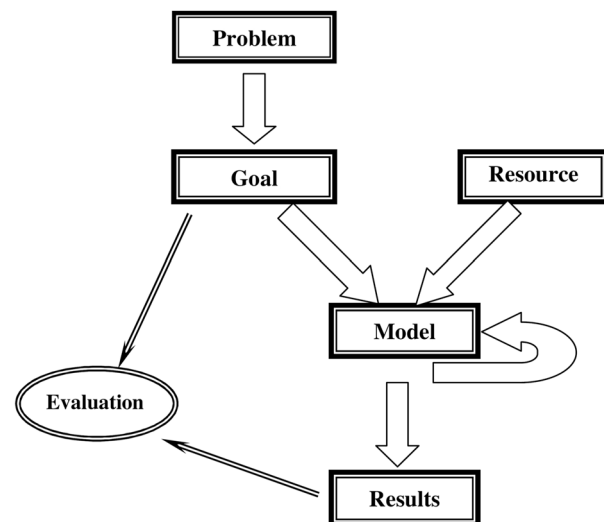 Problem
Goal
Resource
Model
Evaluation
Results